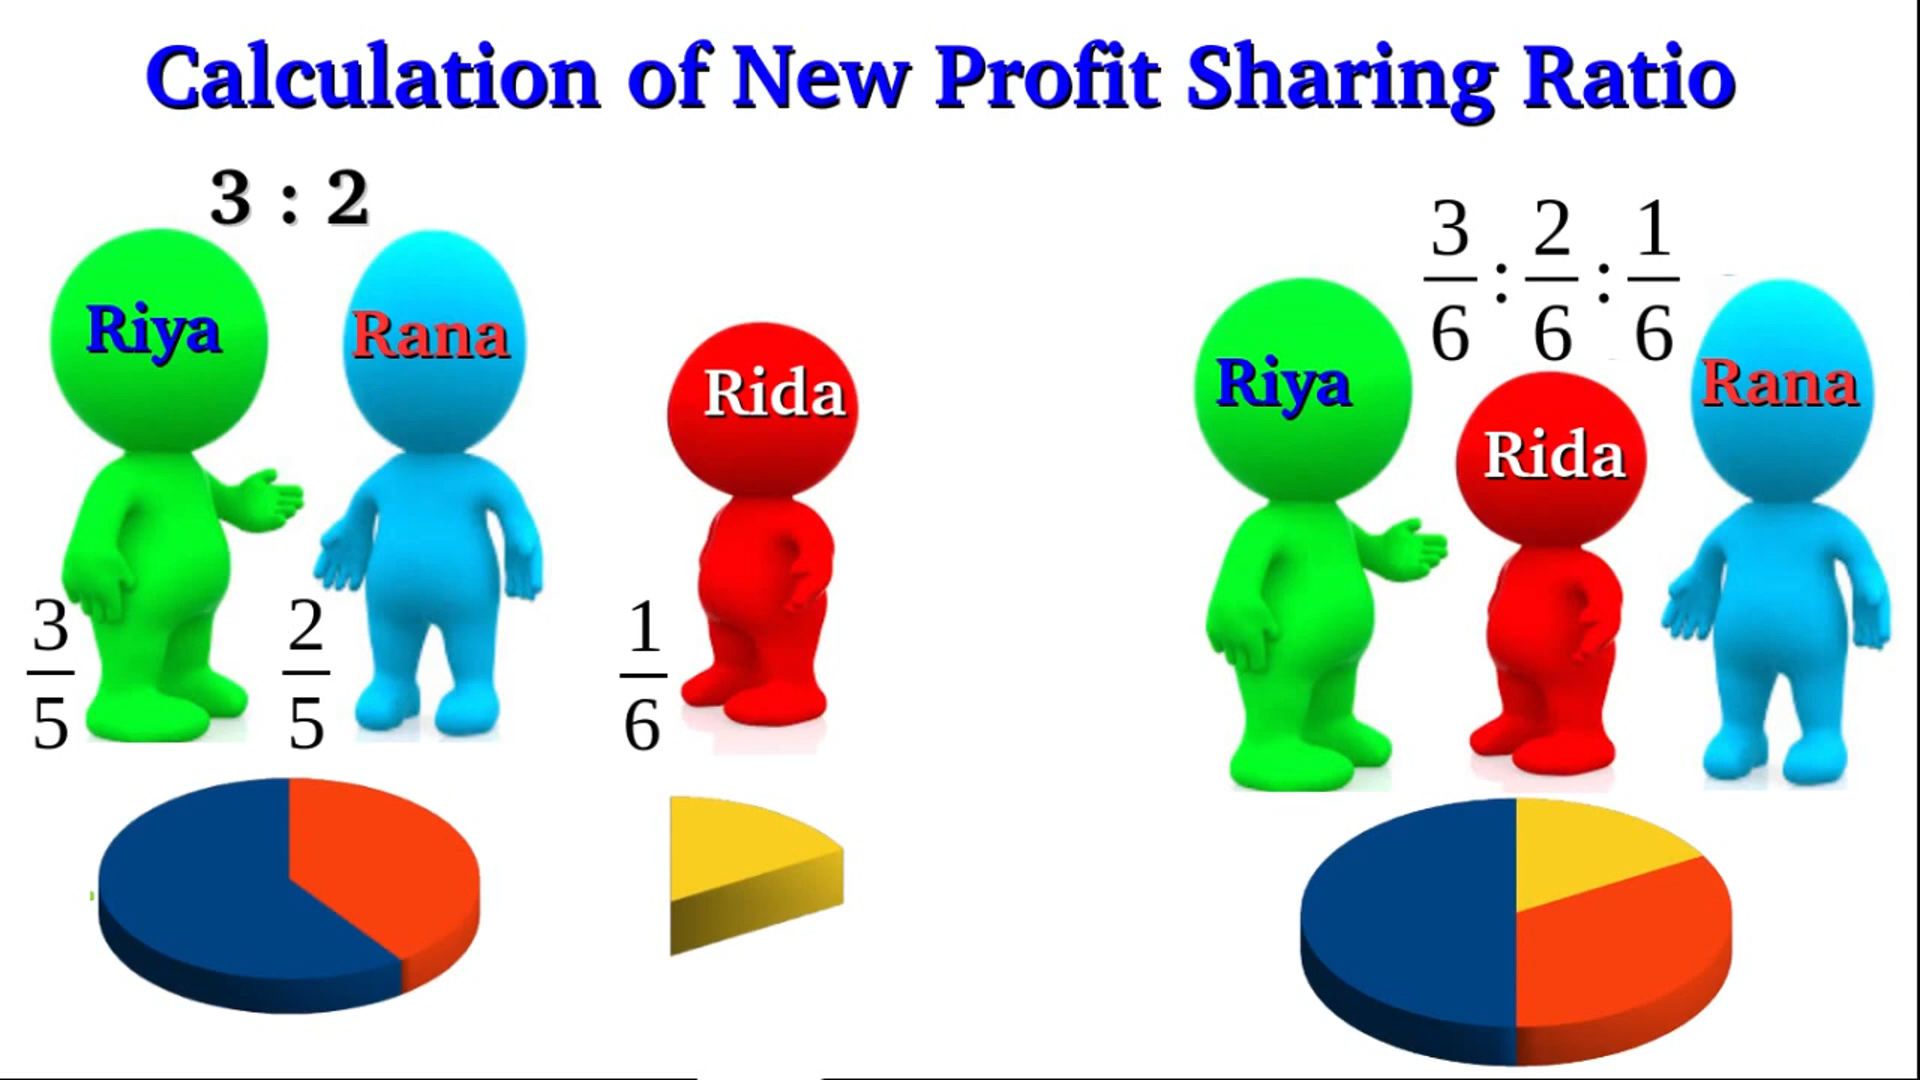 Calculation of New Profit Sharing Ratio
3 : 2
3/6 : 2/6 : 1/6
Riya
Rana
Rida
Riya
Rida
Rana
3/5
2/5
1/6